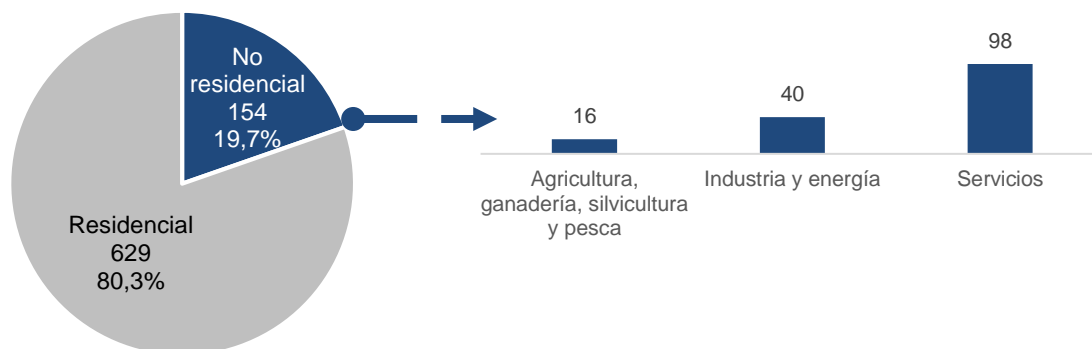 No
residencial
154
19,7%
Residencial
629
80,3%
16
40
98
Agricultura,
ganadería, silvicultura
y pesca
Industria y energía
Servicios